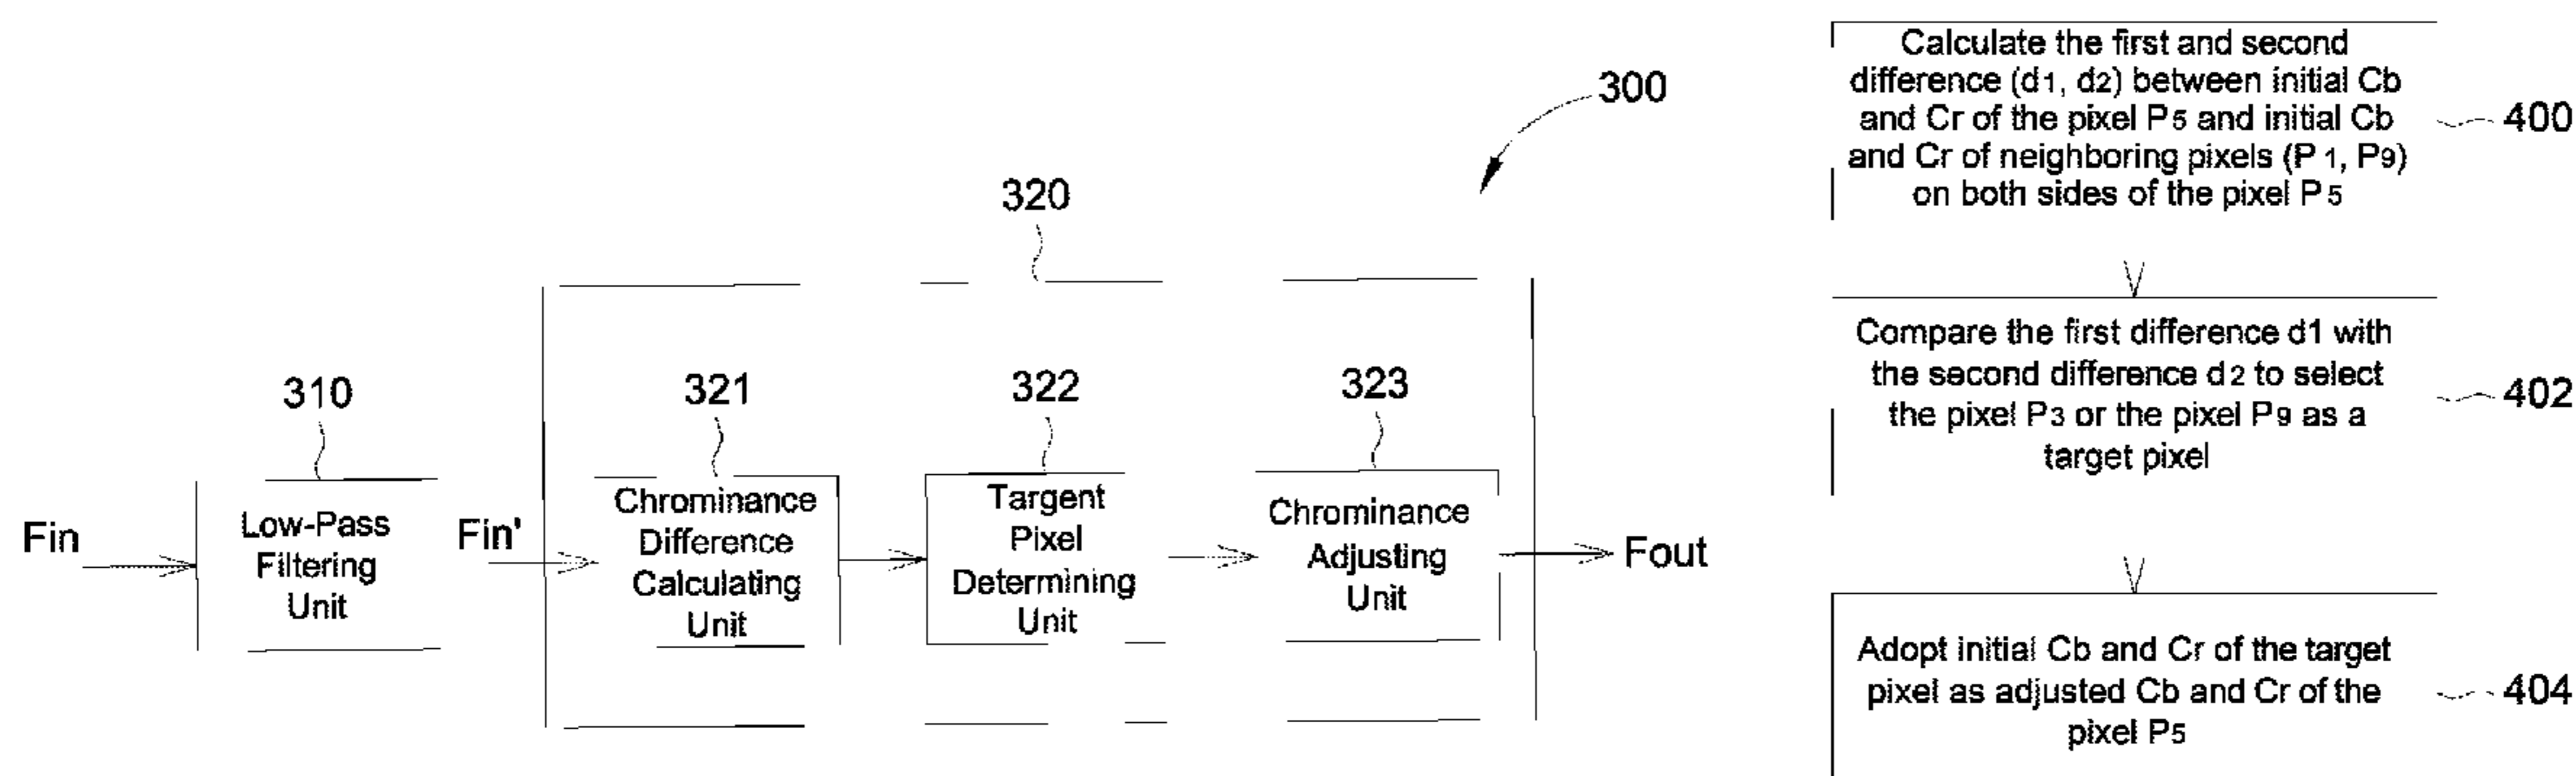 300
320
310
321
322
323
Fin
Low-Pass
Filtering
Unit
Fin'
Chrominance
Difference
Calculating
Unit
Targent
Pixel
Determining
Unit
Chrominance
Adjusting
Unit
Fout
Calculate the first and second
difference (d1, d2) between initial Cb
and Cr of the pixel P5 and initial Cb
and Cr of neighboring pixels (P1, P9)
on both sides of the pixel P5
400
Compare the first difference d1 with
the second difference d2 to select
the pixel P3 or the pixel P9 as a
target pixel
402
Adopt initial Cb and Cr of the target
pixel as adjusted Cb and Cr of the
pixel P5
404